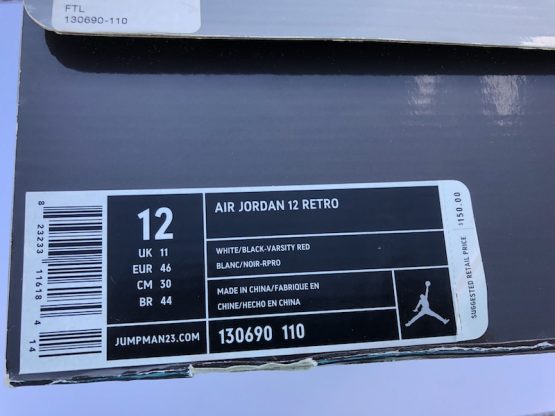 FTL
130690-110
8 23233 11618 4 14
12
UK 11
EUR 46
CM 30
BR 44
JUMPMAN23.COM
AIR JORDAN 12 RETRO
WHITE/BLACK-VARSITY RED
BLANC/NOIR-RPRO
MADE IN CHINA/FABRIQUE EN
CHINE/HECHO EN CHINA
130690 110
SUGGESTED RETAIL PRICE $150.00